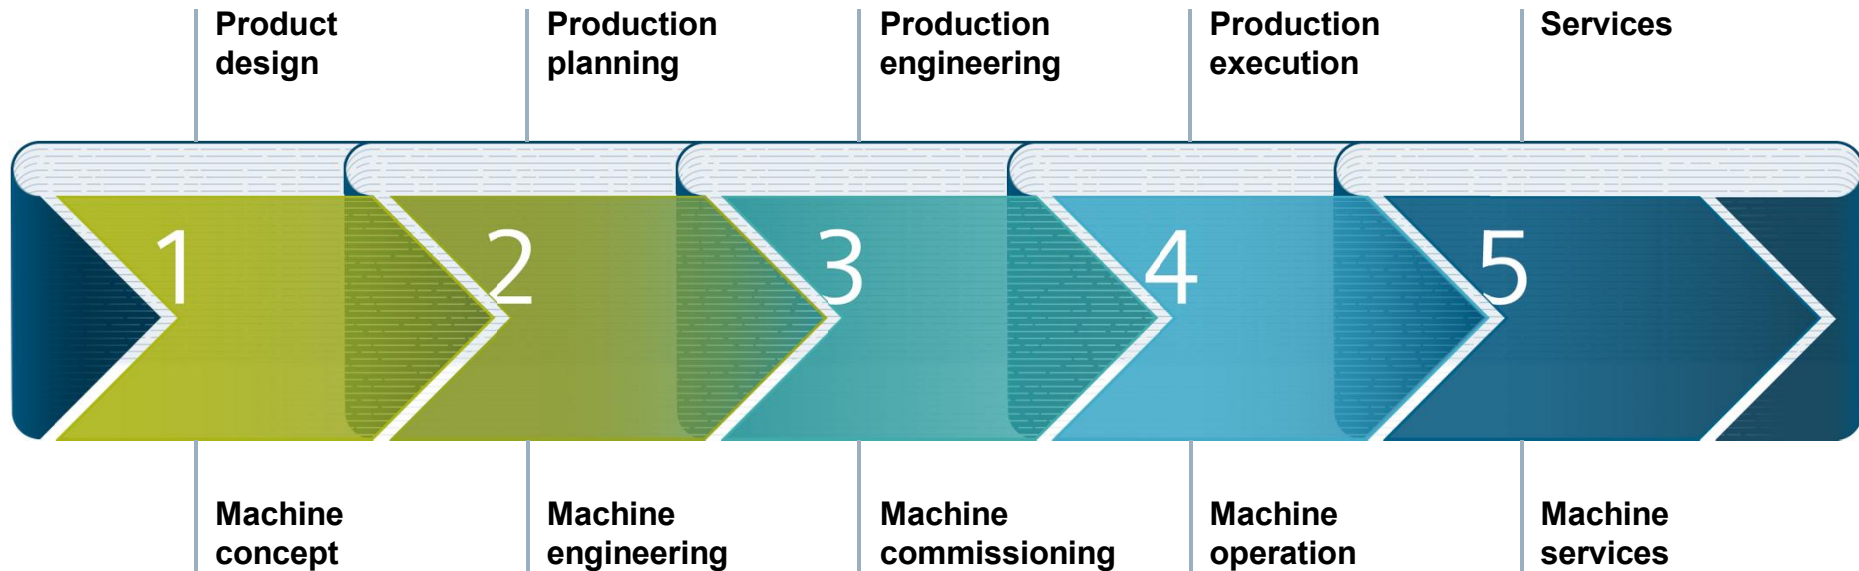 Product
design
Production
planning
Production
engineering
Production
execution
Services
1
2
3
4
5
Machine
concept
Machine
engineering
Machine
commissioning
Machine
operation
Machine
services